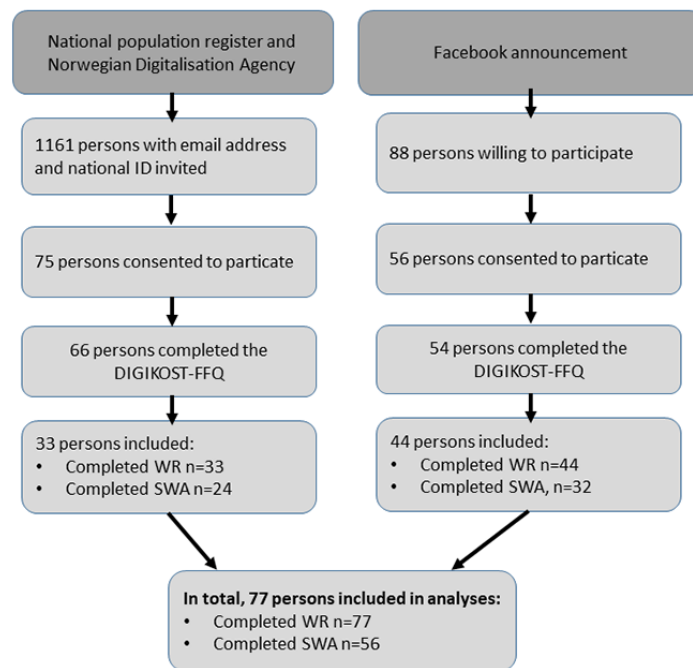 National population register and
Norwegian Digitalisation Agency
1161 persons with email address
and national ID invited
75 persons consented to particate
66 persons completed the
DIGIKOST-FFQ
33 persons included:
• Completed WR n=33
• Completed SWA n=24
Facebook announcement
88 persons willing to participate
56 persons consented to particate
54 persons completed the
DIGIKOST-FFQ
44 persons included:
• Completed WR n=44
• Completed SWA, n=32
In total, 77 persons included in analyses:
• Completed WR n=77
• Completed SWA n=56